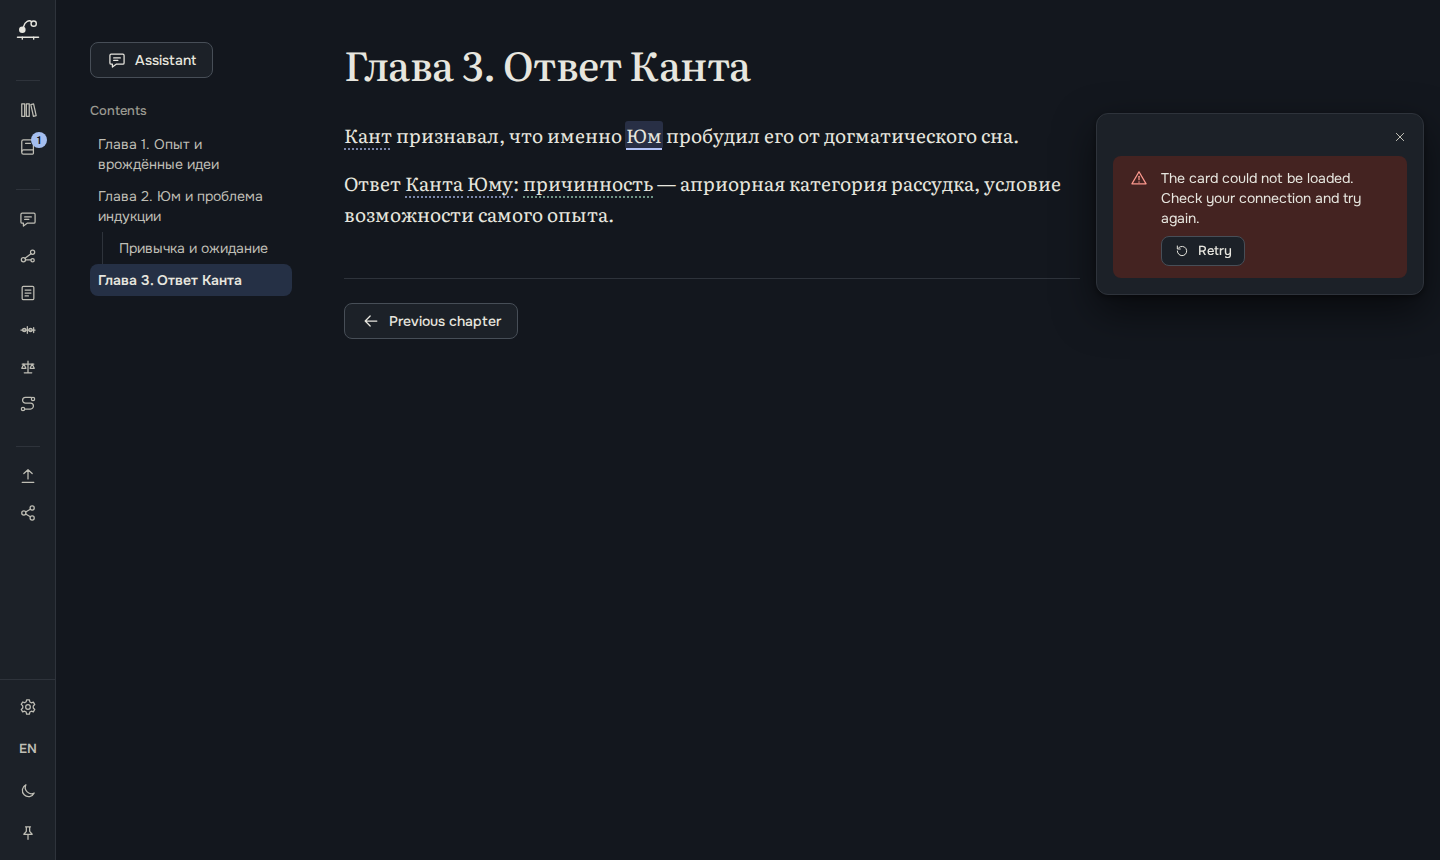 Assistant
Contents
Глава 1. Опыт и
врождённые идеи
Глава 2. Юм и проблема
индукции
Привычка и ожидание
Глава 3. Ответ Канта
Глава 3. Ответ Канта
Кант признавал, что именно Юм пробудил его от догматического сна.
Ответ Канта Юму: причинность — априорная категория рассудка, условие
возможности самого опыта.
Previous chapter
The card could not be loaded.
Check your connection and try
again.
Retry
1
EN